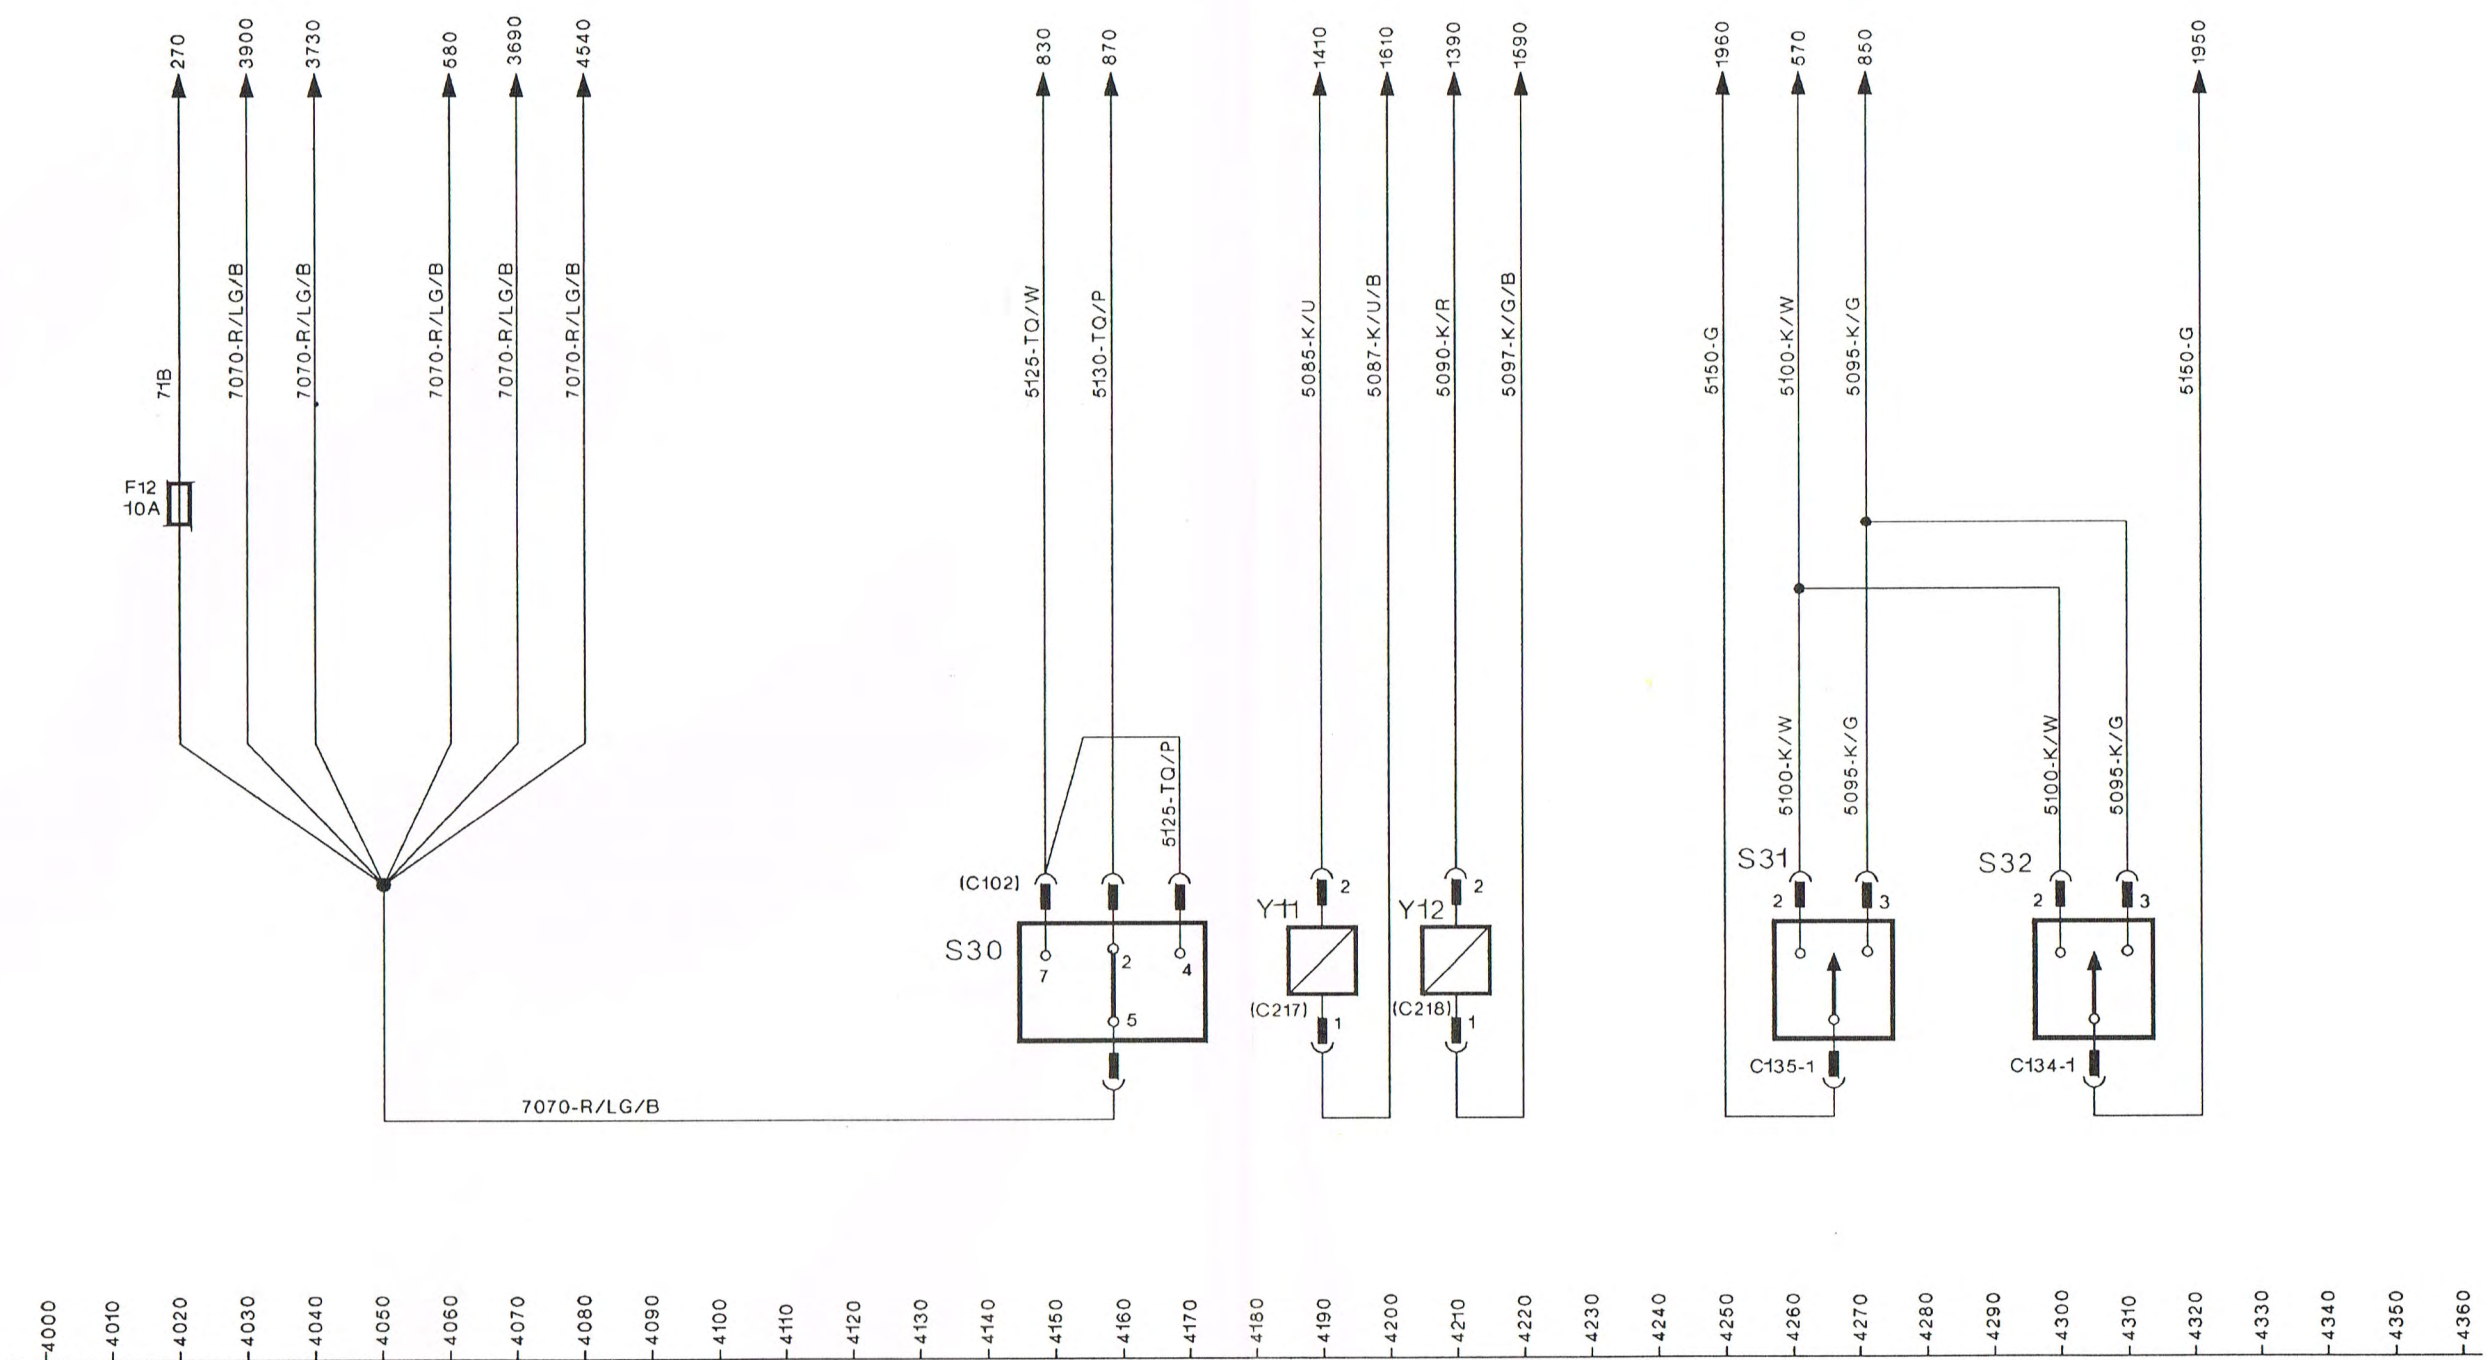 270
3900
3730
680
3690
4540
830
870
1410
1610
1390
1590
1960
570
850
1950
71B
7070-R/LG/B
7070-R/LG/B
7070-R/LG/B
7070-R/LG/B
7070-R/LG/B
5125-TQ/W
5130-TQ/P
5085-K/U
5087-K/U/B
5090-K/R
5097-K/G/B
5150-G
5100-K/W
5095-K/G
5150-G
F12
10A
5125-TQ/P
5100-K/W
5095-K/G
5100-K/W
5095-K/G
S31
S32
(C102)
2
2
2
3
2
3
Y11
Y12
S30
7
2
4
5
(C217)
1
(C218)
1
C135-1
C134-1
7070-R/LG/B
4000
4010
4020
4030
4040
4050
4060
4070
4080
4090
4100
4110
4120
4130
4140
4150
4160
4170
4180
4190
4200
4210
4220
4230
4240
4250
4260
4270
4280
4290
4300
4310
4320
4330
4340
4350
4360